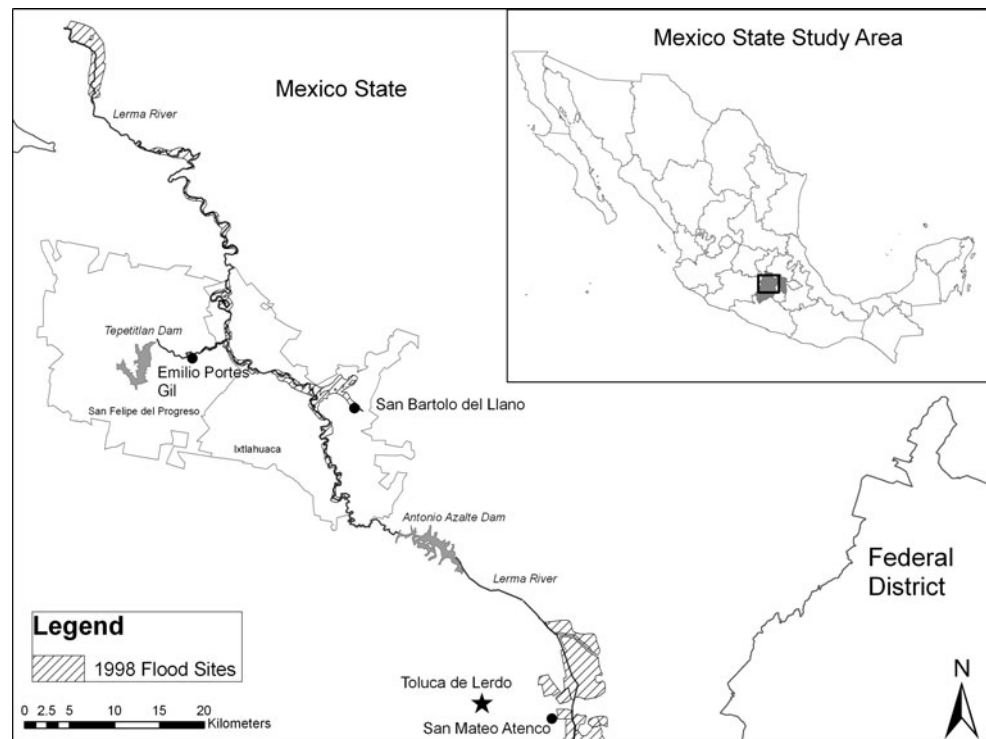 Mexico State Study Area
Mexico State
Lerma River
Tepetitlan Dam
Emilio Portes
Gil
San Felipe del Progreso
San Bartolo del Llano
Ixtlahuaca
Antonio Azalte Dam
Lerma River
Federal
District
Legend
1998 Flood Sites
Toluca de Lerdo
San Mateo Atenco
0 2.5 5 10 15 20
Kilometers
N